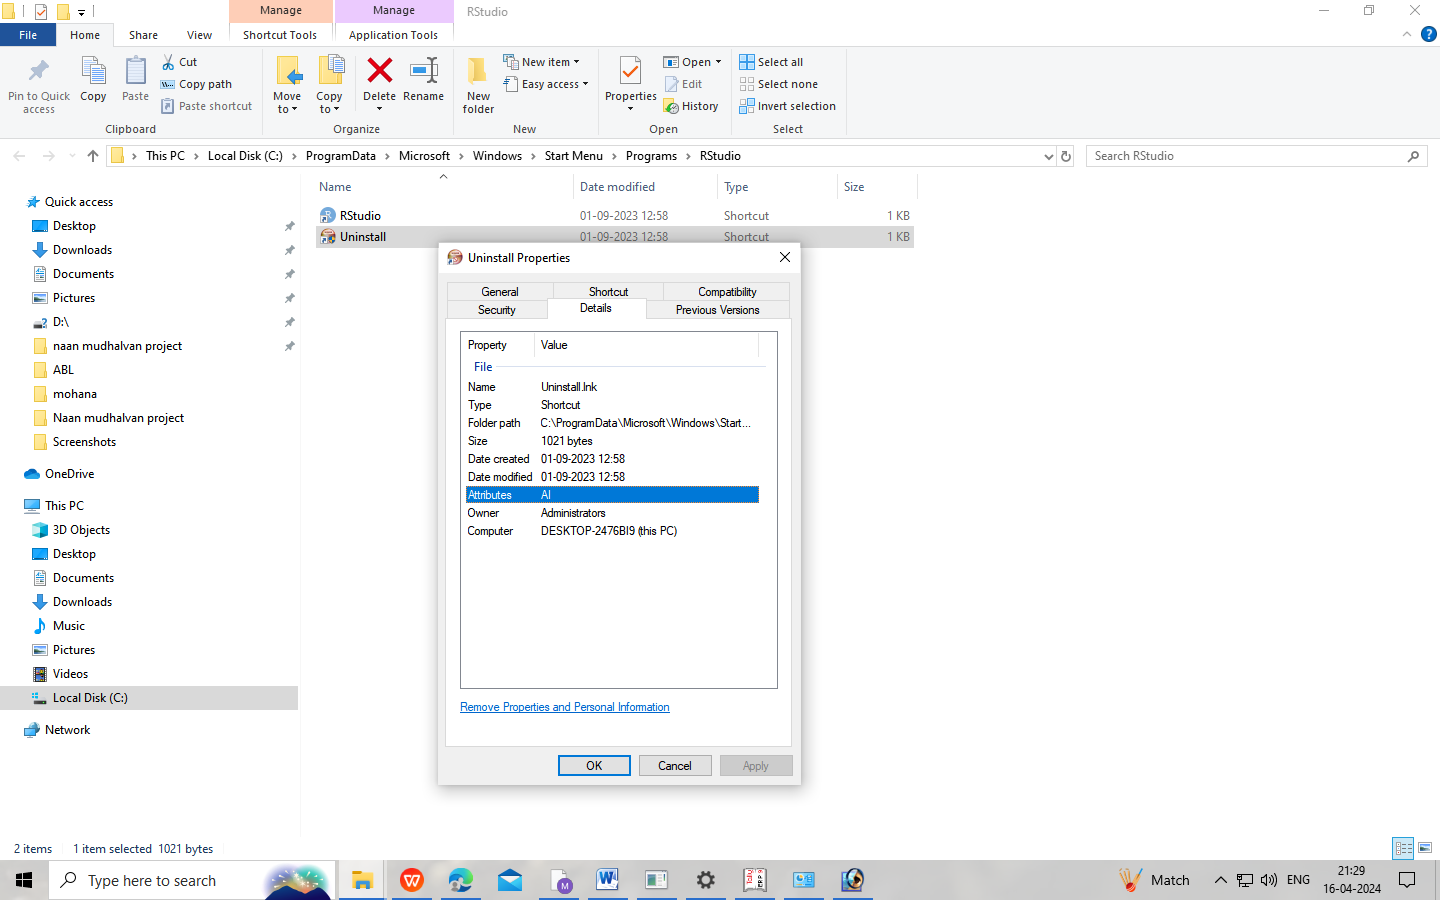 Manage
Manage
RStudio
File
Home
Share
View
Shortcut Tools
Application Tools
Pin to Quick access
Copy
Paste
Cut
Copy path
Paste shortcut
Clipboard
Move to
Copy to
Delete
Rename
Organize
New folder
New item
Easy access
New
Properties
Open
Edit
History
Open
Select all
Select none
Invert selection
Select
This PC > Local Disk (C:) > ProgramData > Microsoft > Windows > Start Menu > Programs > RStudio
Search RStudio
Name
Date modified
Type
Size
RStudio 01-09-2023 12:58 Shortcut 1 KB
Uninstall 01-09-2023 12:58 Shortcut 1 KB
Quick access
Desktop
Downloads
Documents
Pictures
D:\
naan mudhalvan project
ABL
mohana
Naan mudhalvan project
Screenshots
OneDrive
This PC
3D Objects
Desktop
Documents
Downloads
Music
Pictures
Videos
Local Disk (C:)
Network
Uninstall Properties
General
Shortcut
Compatibility
Security
Details
Previous Versions
Property Value
File
Name Uninstall.lnk
Type Shortcut
Folder path C:\ProgramData\Microsoft\Windows\Start...
Size 1021 bytes
Date created 01-09-2023 12:58
Date modified 01-09-2023 12:58
Attributes AI
Owner Administrators
Computer DESKTOP-2476BI9 (this PC)
Remove Properties and Personal Information
OK
Cancel
Apply
2 items
1 item selected 1021 bytes
Type here to search
Match
ENG
21:29
16-04-2024